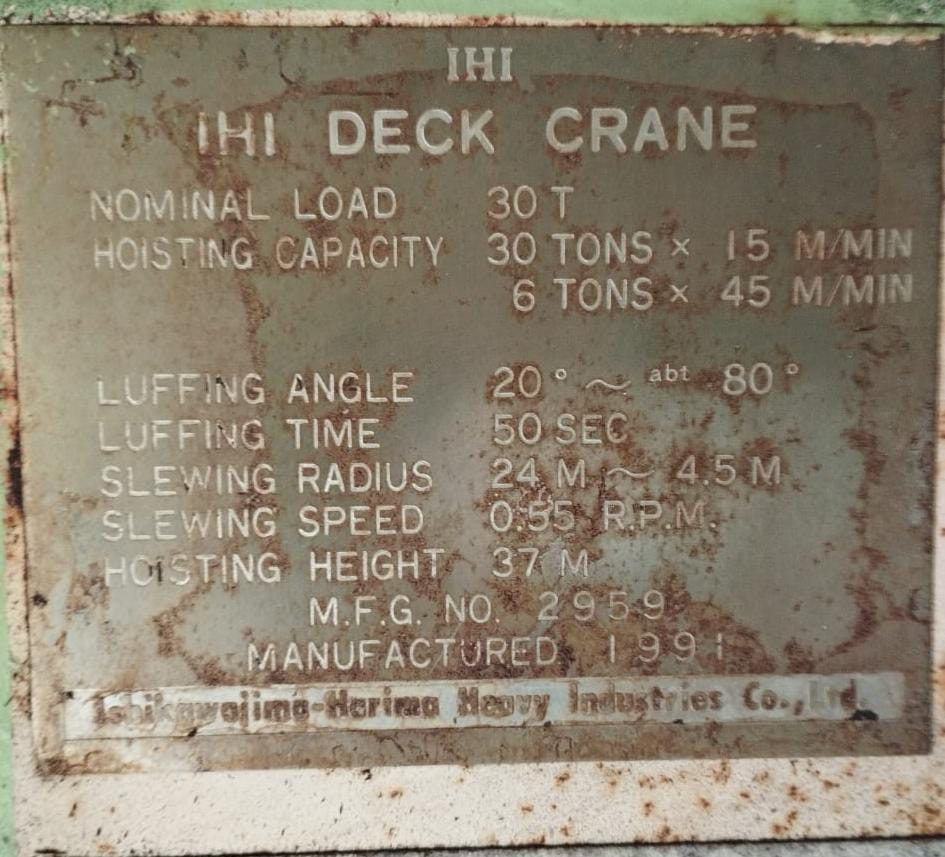 IHI
IHI DECK CRANE
NOMINAL LOAD 30 T
HOISTING CAPACITY 30 TONS × 15 M/MIN
6 TONS × 45 M/MIN
LUFFING ANGLE 20° ~ abt 80°
LUFFING TIME 50 SEC
SLEWING RADIUS 24 M ~ 4.5 M
SLEWING SPEED 0.55 R.P.M.
HOISTING HEIGHT 37 M
M.F.G. NO. 2959
MANUFACTURED 1991
Ishikawajima-Harima Heavy Industries Co., Ltd.